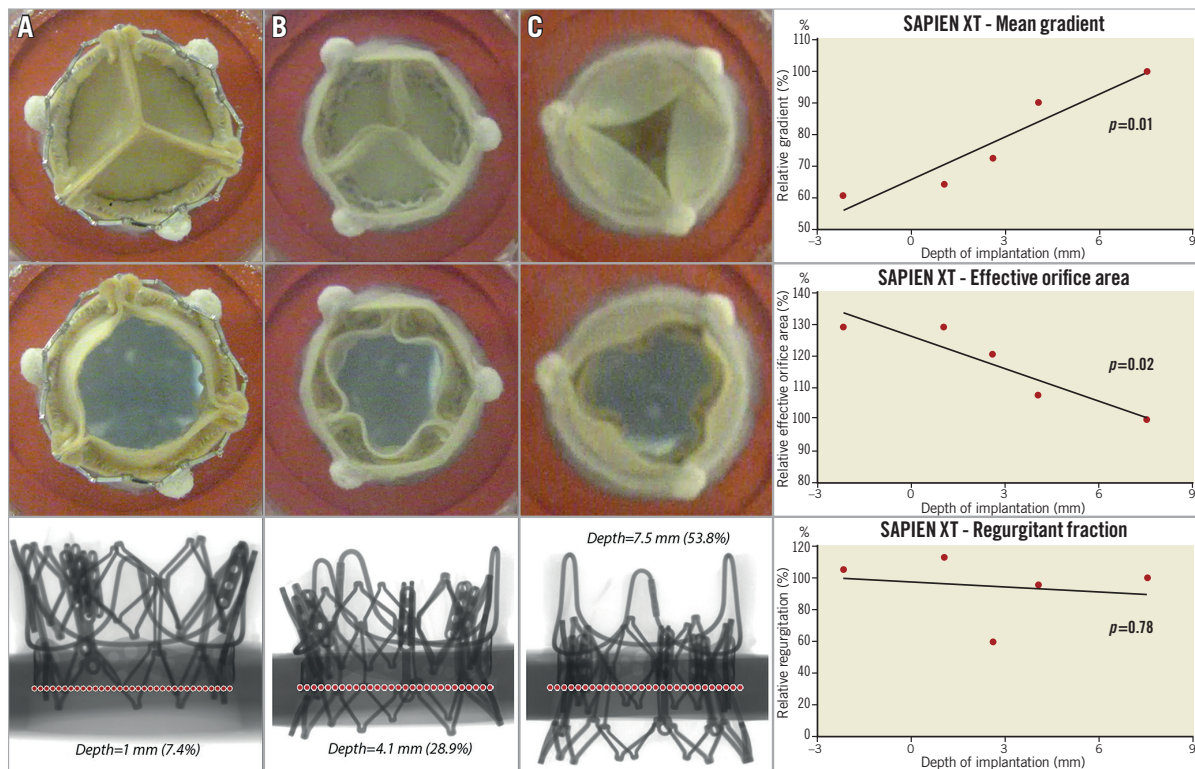 A
B
C
Depth=1 mm (7.4%)
Depth=4.1 mm (28.9%)
Depth=7.5 mm (53.8%)
SAPIEN XT - Mean gradient
%
Relative gradient (%)
110
100
90
80
70
60
50
p=0.01
-3 0 3 6 9
Depth of implantation (mm)
SAPIEN XT - Effective orifice area
%
Relative effective orifice area (%)
140
130
120
110
100
90
80
p=0.02
-3 0 3 6 9
Depth of implantation (mm)
SAPIEN XT - Regurgitant fraction
%
Relative regurgitation (%)
120
100
80
60
40
20
0
p=0.78
-3 0 3 6 9
Depth of implantation (mm)